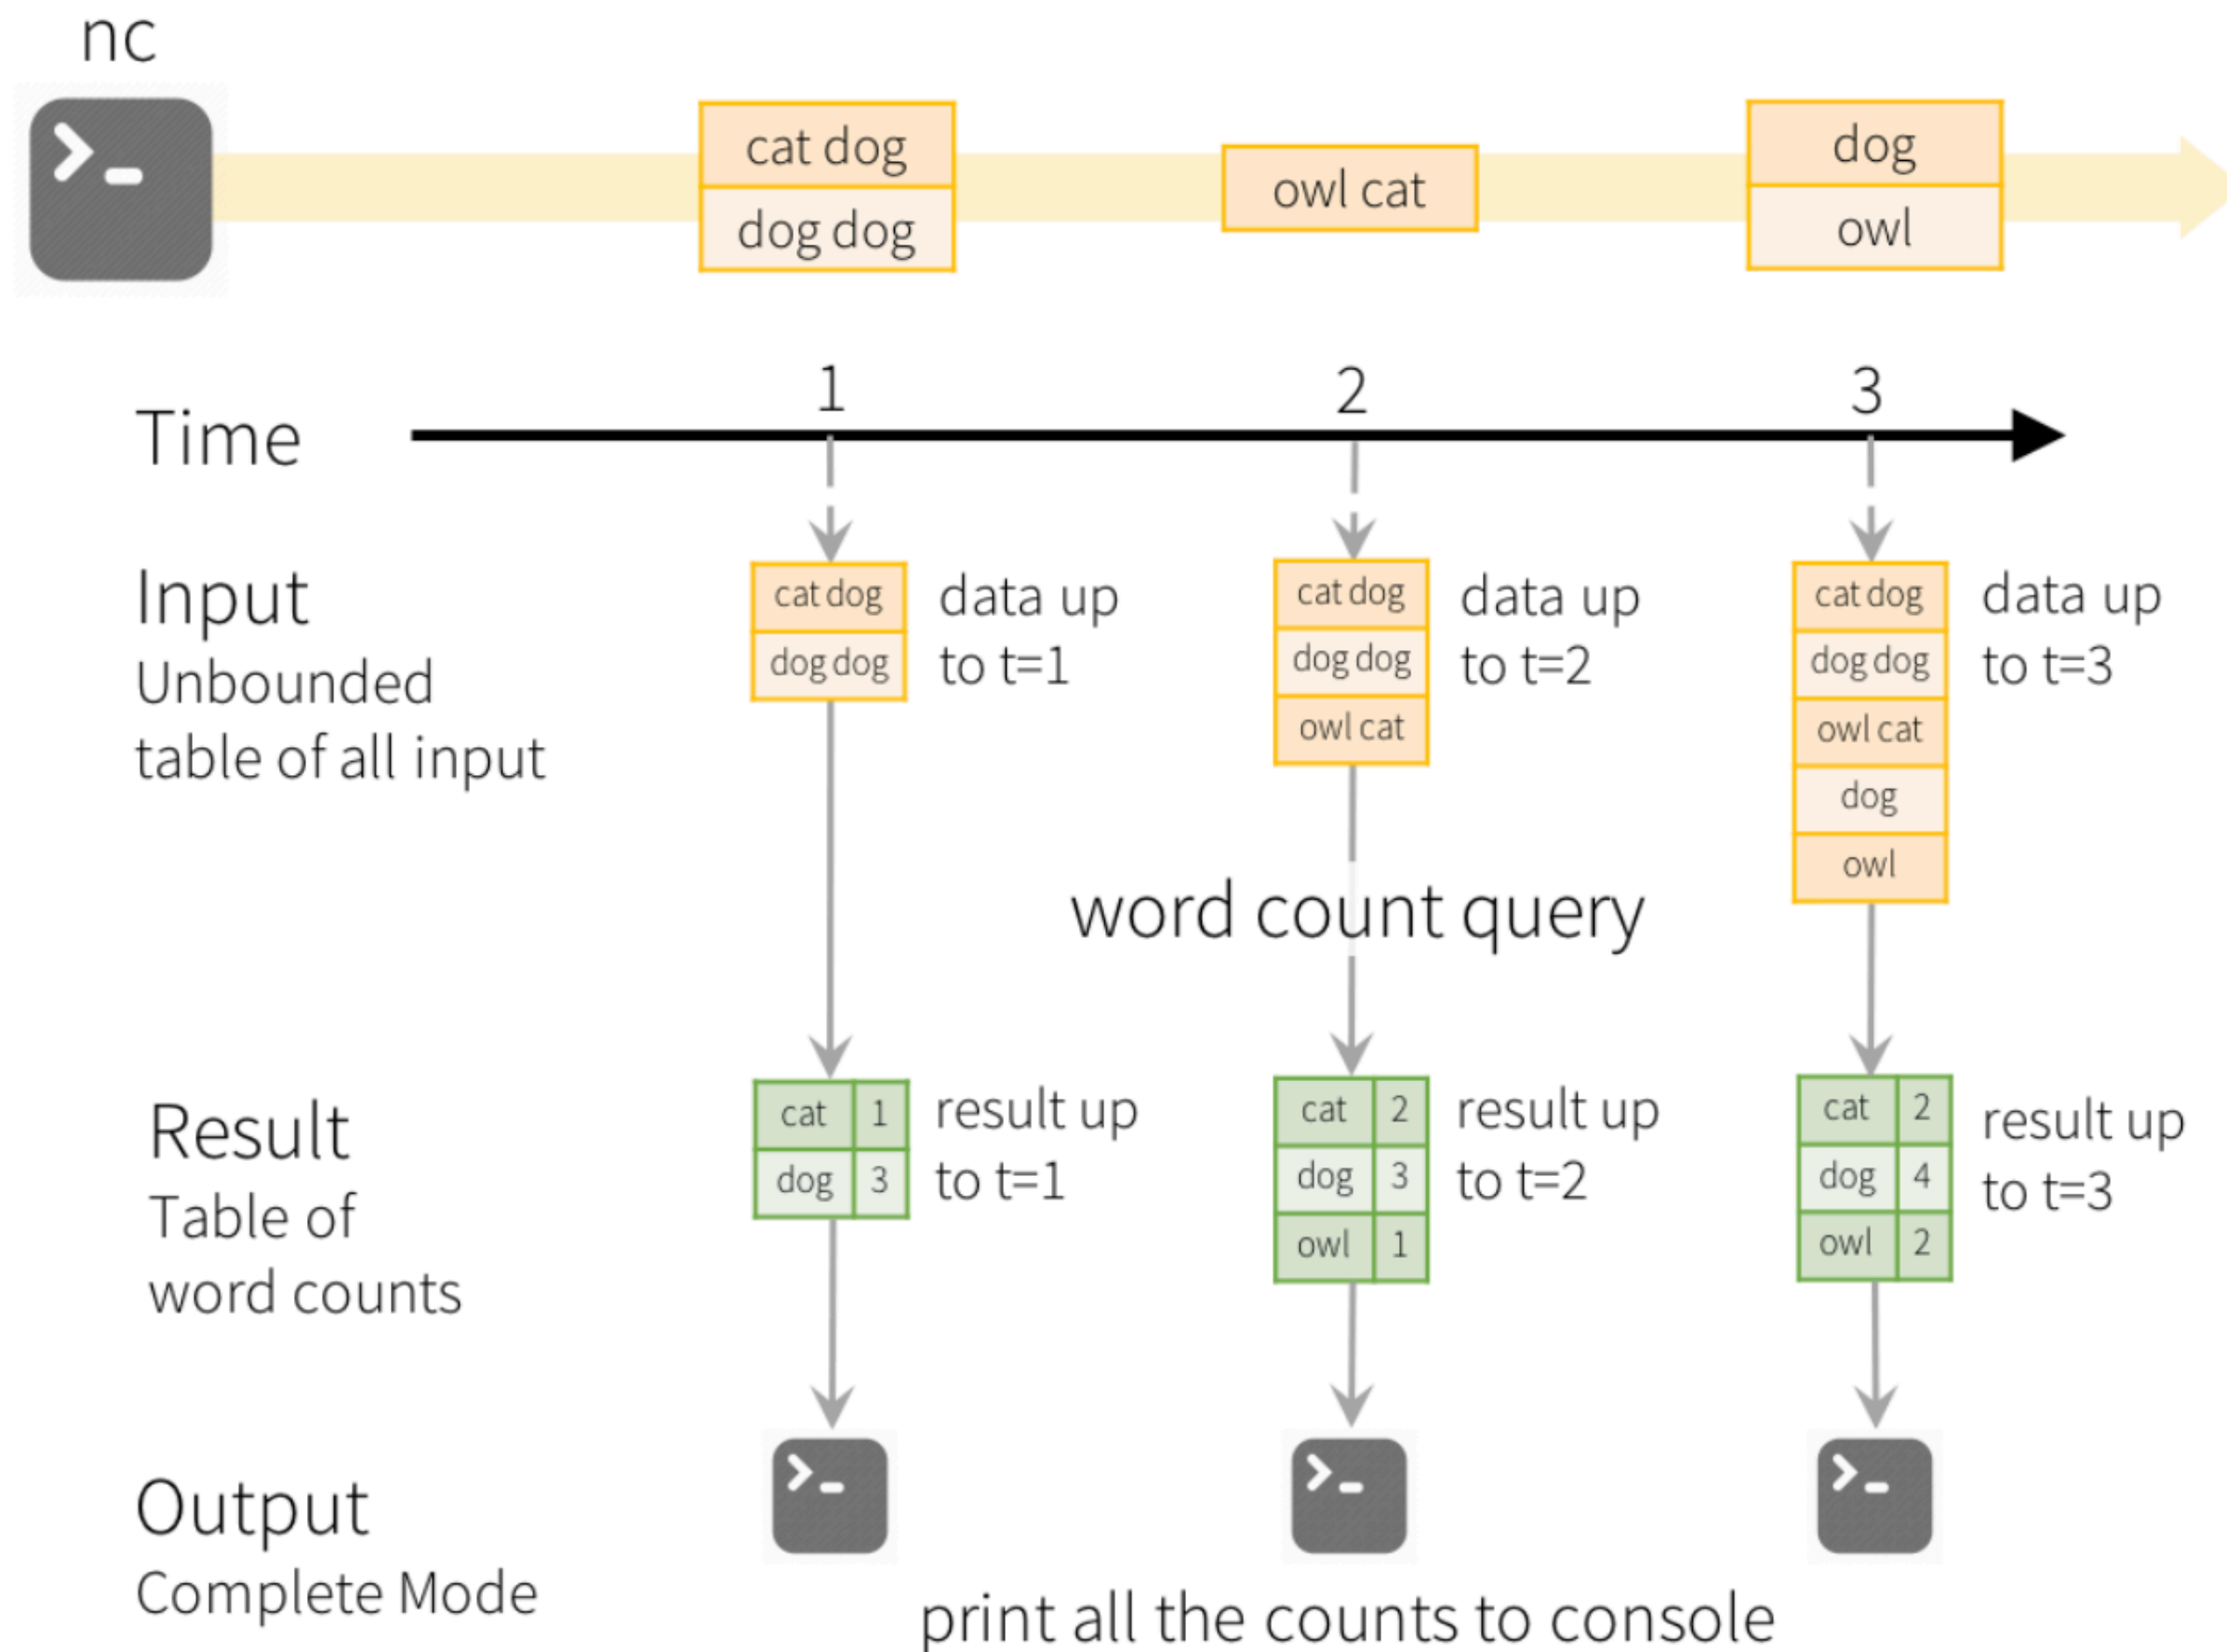 nc
>_
cat dog
dog dog
owl cat
dog
owl
Time
1
2
3
Input
Unbounded
table of all input
cat dog
dog dog
data up
to t=1
cat dog
dog dog
owl cat
data up
to t=2
cat dog
dog dog
owl cat
dog
owl
data up
to t=3
word count query
Result
Table of
word counts
cat 1
dog 3
result up
to t=1
cat 2
dog 3
owl 1
result up
to t=2
cat 2
dog 4
owl 2
result up
to t=3
Output
Complete Mode
>_
>_
>_
print all the counts to console